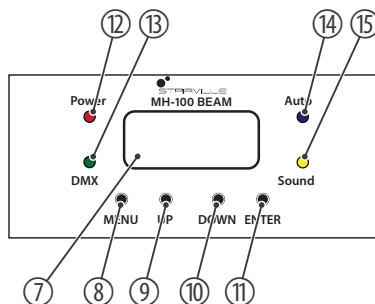 ⑫ ⑬ ⑭ ⑮
STAIRVILLE
Power MH-100 BEAM Auto
DMX Sound
MENU UP DOWN ENTER
⑦ ⑧ ⑨ ⑩ ⑪